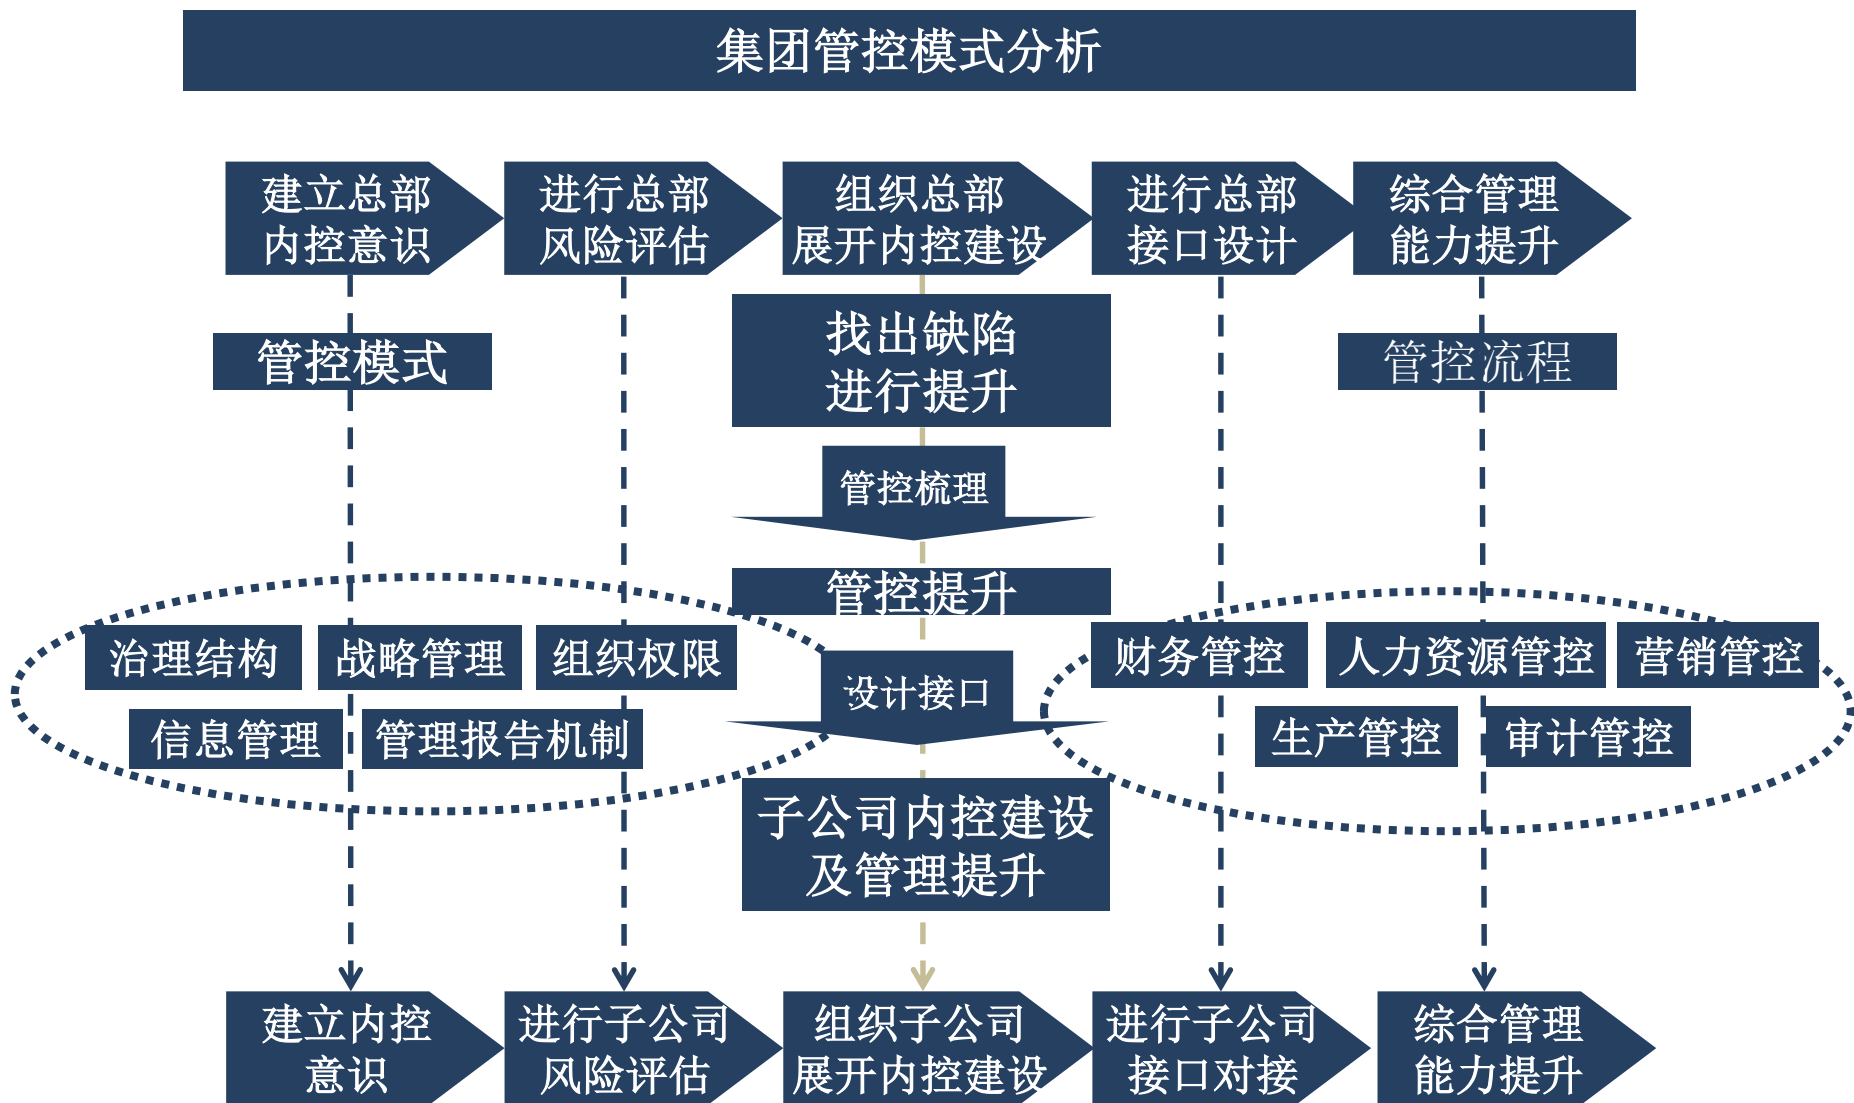 集团管控模式分析
建立总部
内控意识
进行总部
风险评估
组织总部
展开内控建设
进行总部
接口设计
综合管理
能力提升
管控模式
找出缺陷
进行提升
管控流程
管控梳理
管控提升
治理结构
战略管理
组织权限
信息管理
管理报告机制
设计接口
财务管控
人力资源管控
营销管控
生产管控
审计管控
子公司内控建设
及管理提升
建立内控
意识
进行子公司
风险评估
组织子公司
展开内控建设
进行子公司
接口对接
综合管理
能力提升